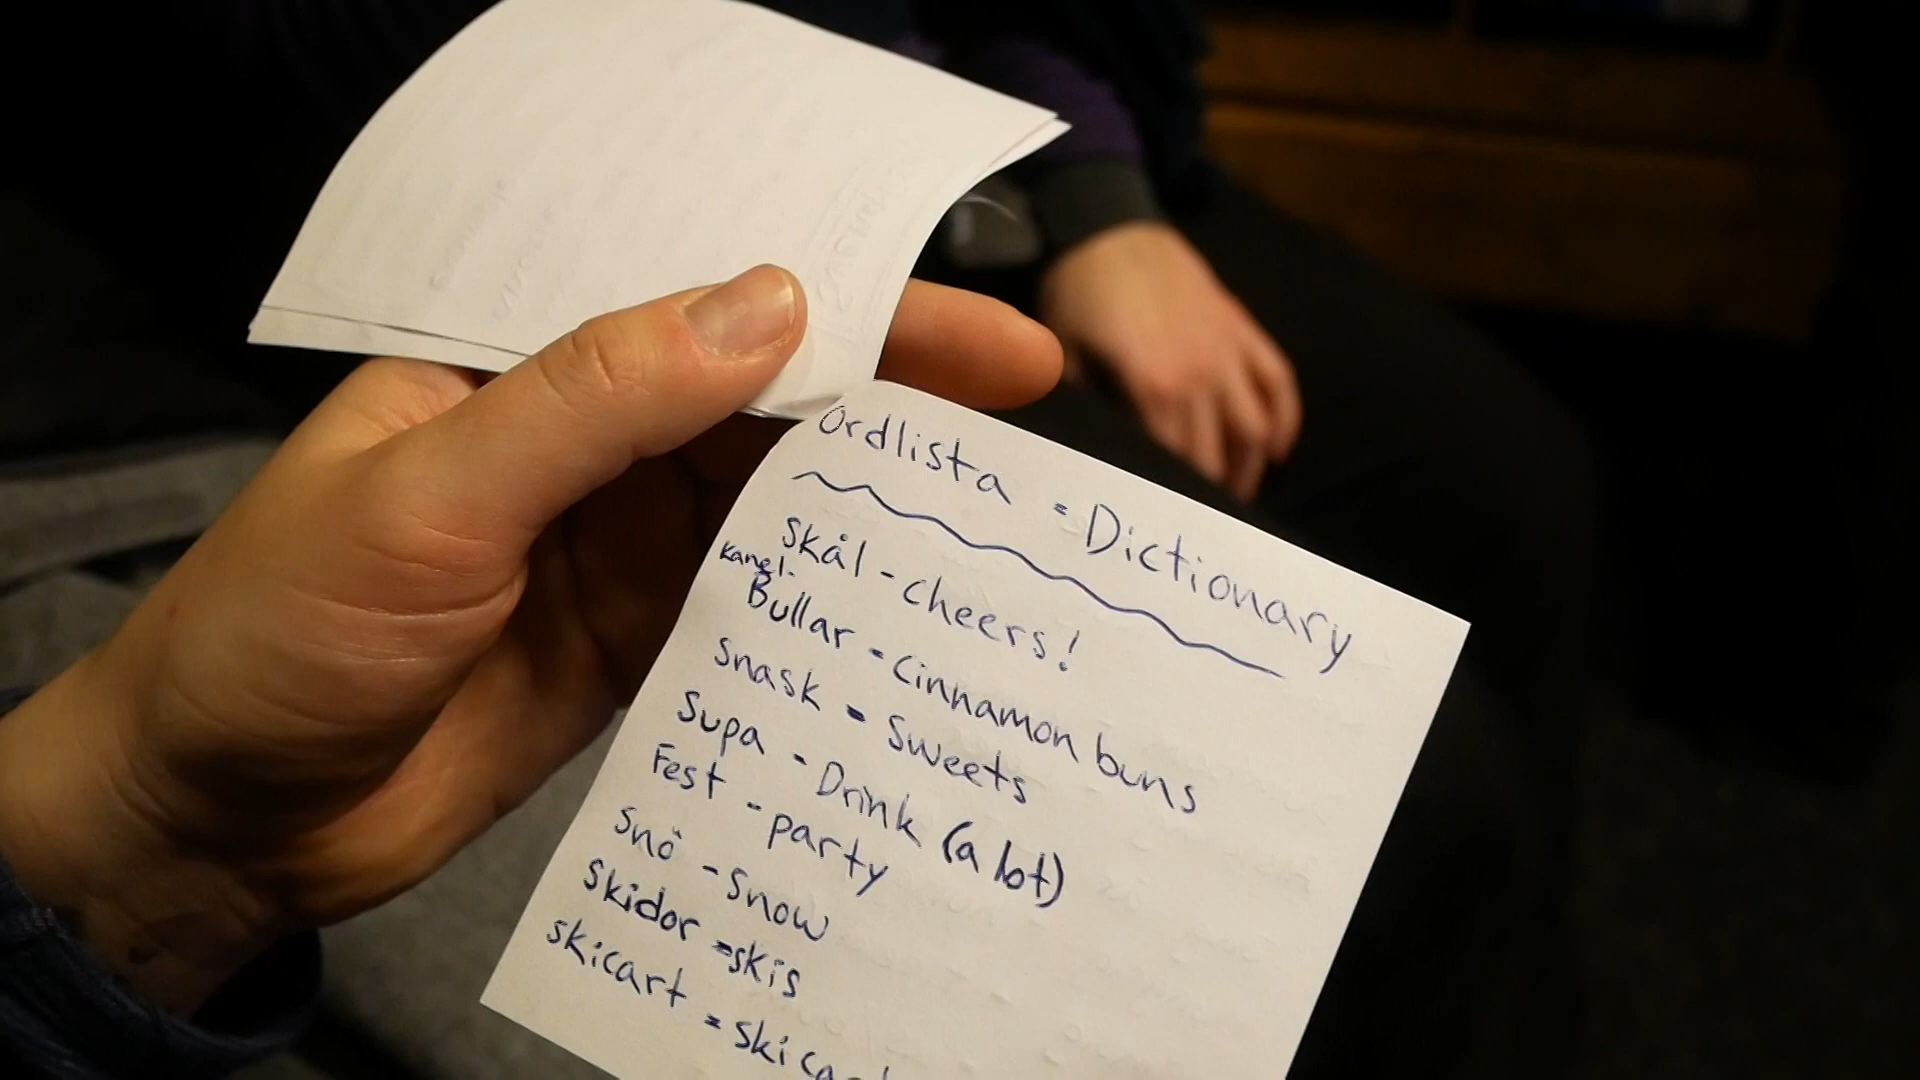 Ordlista = Dictionary
Skål - cheers!
Kanel-
Bullar - Cinnamon buns
Snask = Sweets
Supa - Drink (a lot)
Fest - party
Snö - Snow
Skidor = skis
skicart =